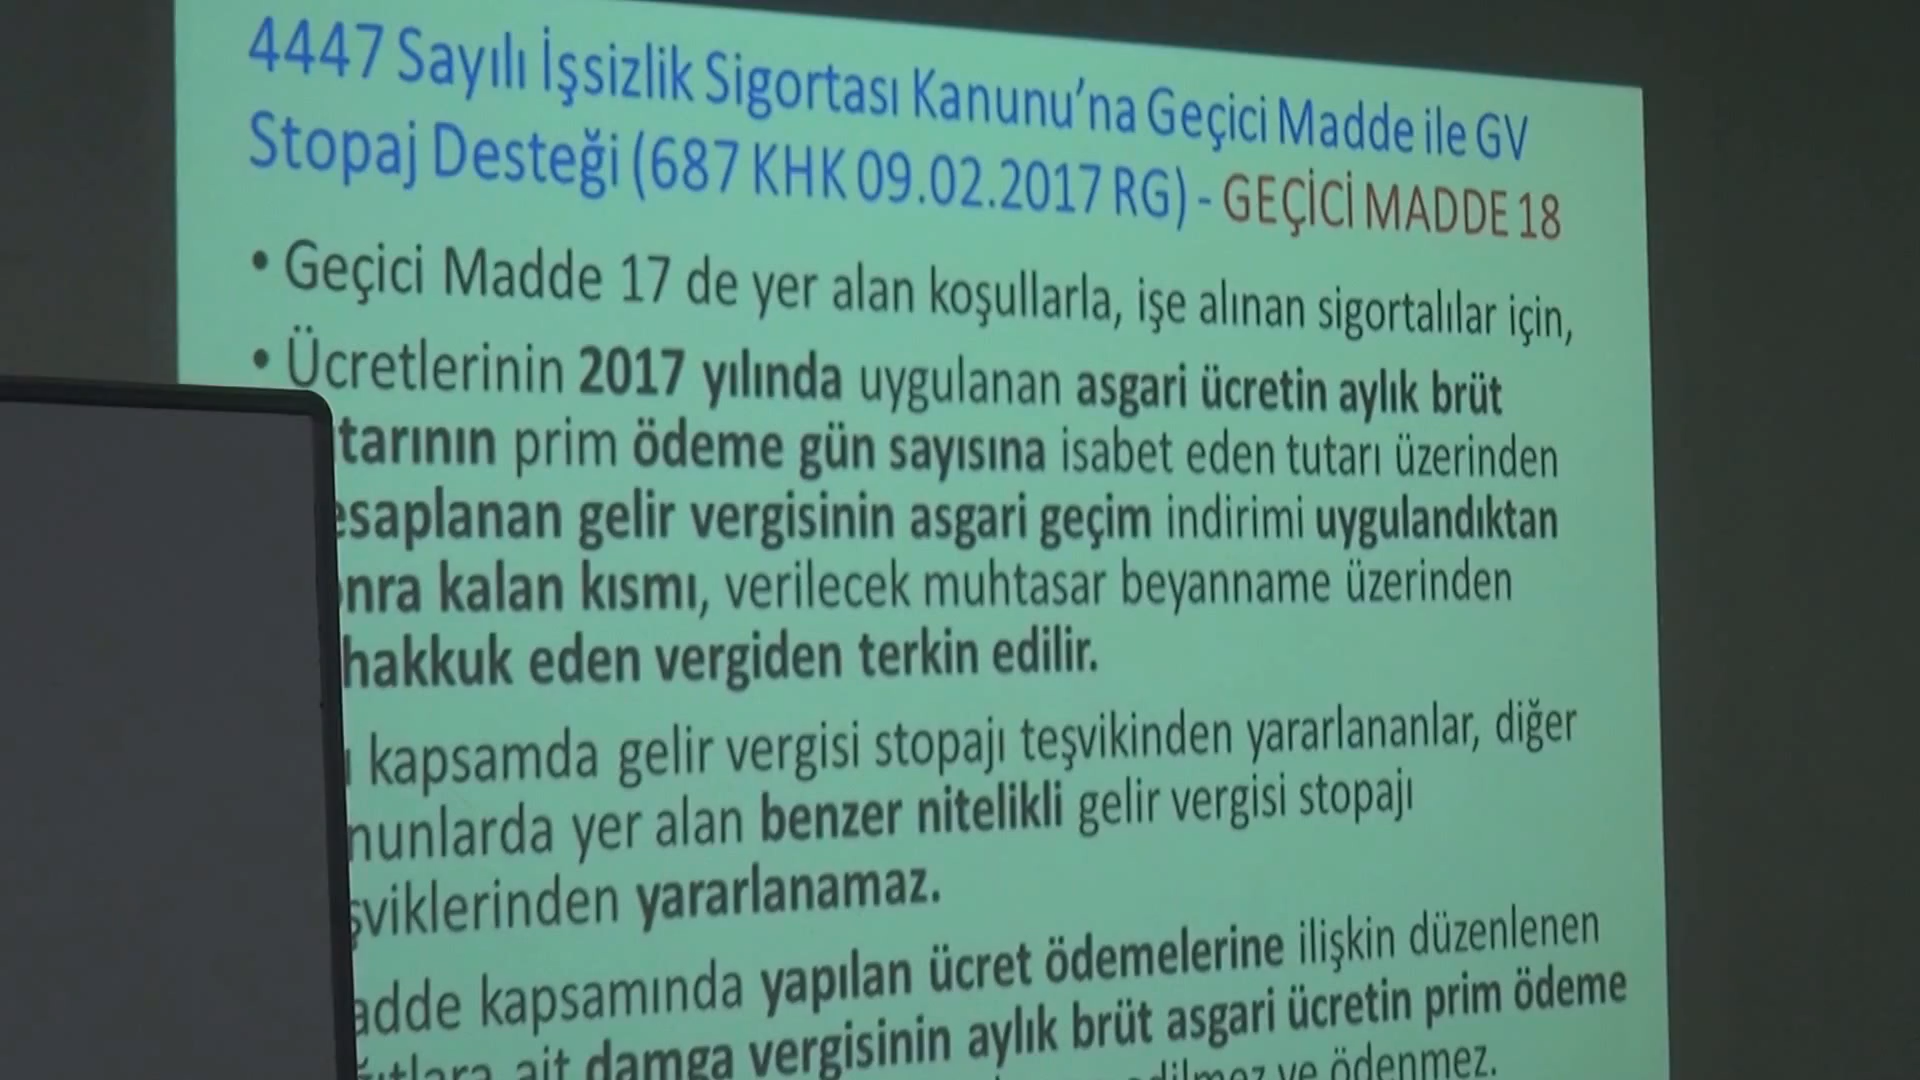 4447 Sayılı İşsizlik Sigortası Kanunu’na Geçici Madde ile GV
Stopaj Desteği (687 KHK 09.02.2017 RG) - GEÇİCİ MADDE 18
• Geçici Madde 17 de yer alan koşullarla, işe alınan sigortalılar için,
• Ücretlerinin 2017 yılında uygulanan asgari ücretin aylık brüt
tarının prim ödeme gün sayısına isabet eden tutarı üzerinden
esaplanan gelir vergisinin asgari geçim indirimi uygulandıktan
nra kalan kısmı, verilecek muhtasar beyanname üzerinden
hakkuk eden vergiden terkin edilir.
kapsamda gelir vergisi stopajı teşvikinden yararlananlar, diğer
nunlarda yer alan benzer nitelikli gelir vergisi stopajı
şviklerinden yararlanamaz.
adde kapsamında yapılan ücret ödemelerine ilişkin düzenlenen
ait damga vergisinin aylık brüt asgari ücretin prim ödeme
ve ödenmez.